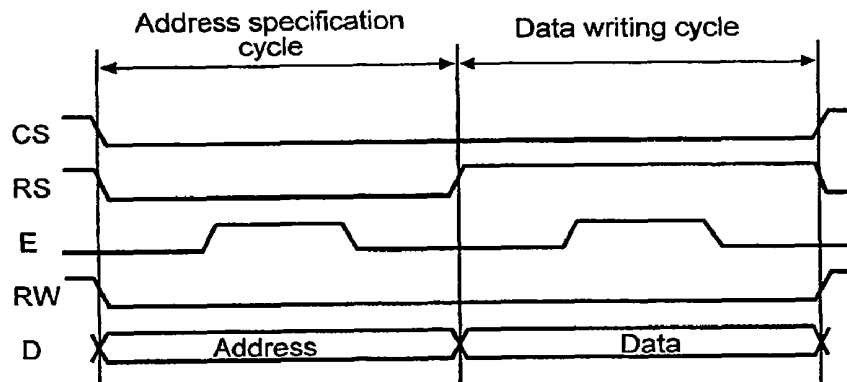 Address specification
cycle
Data writing cycle
CS
RS
E
RW
D
Address
Data